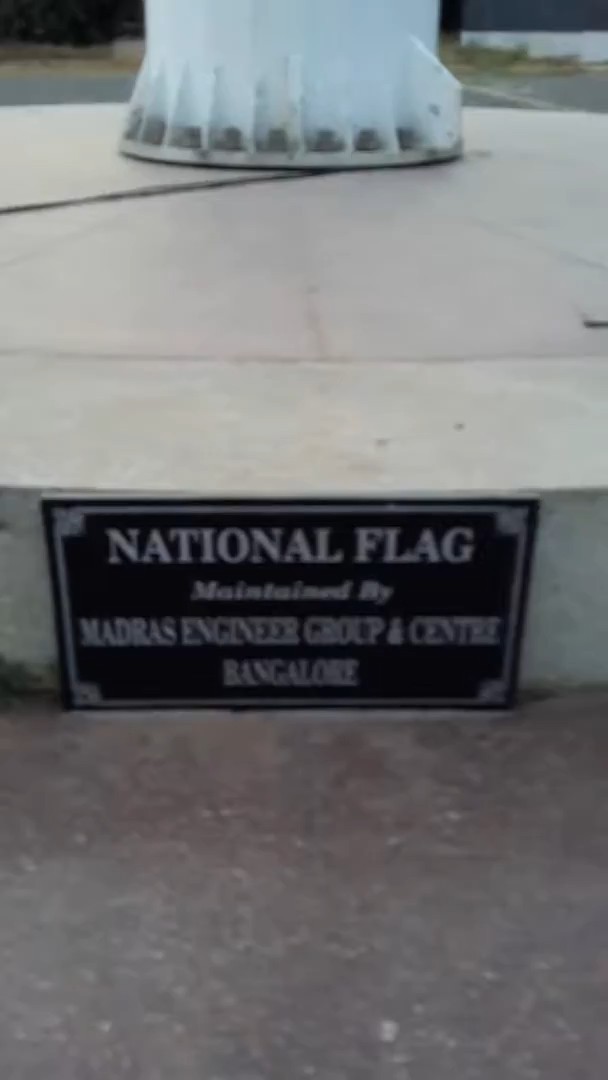 NATIONAL FLAG
Maintained By
MADRAS ENGINEER GROUP & CENTRE
BANGALORE